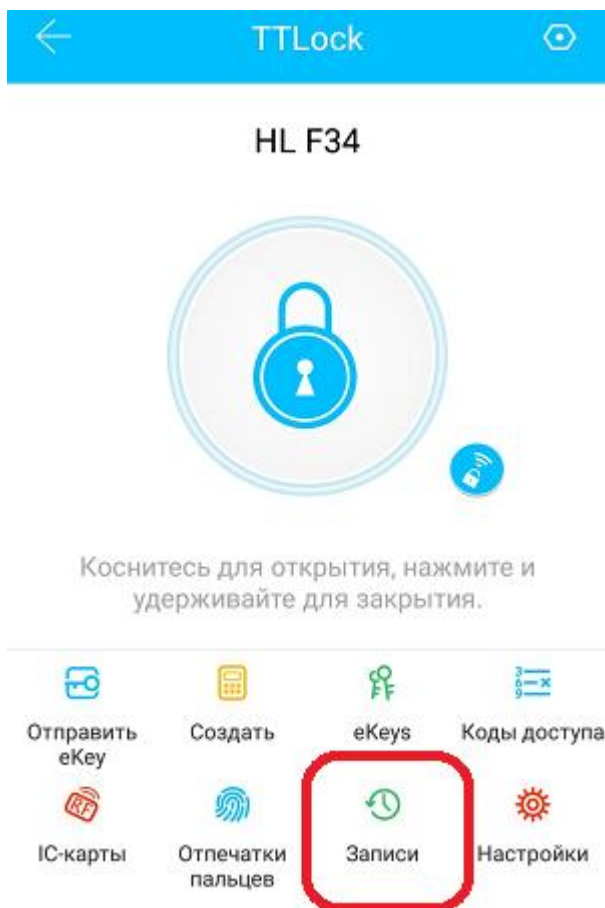 TTLock
HL F34
Коснитесь для открытия, нажмите и
удерживайте для закрытия.
Отправить
eKey
Создать
eKeys
Коды доступа
IC-карты
Отпечатки
пальцев
Записи
Настройки